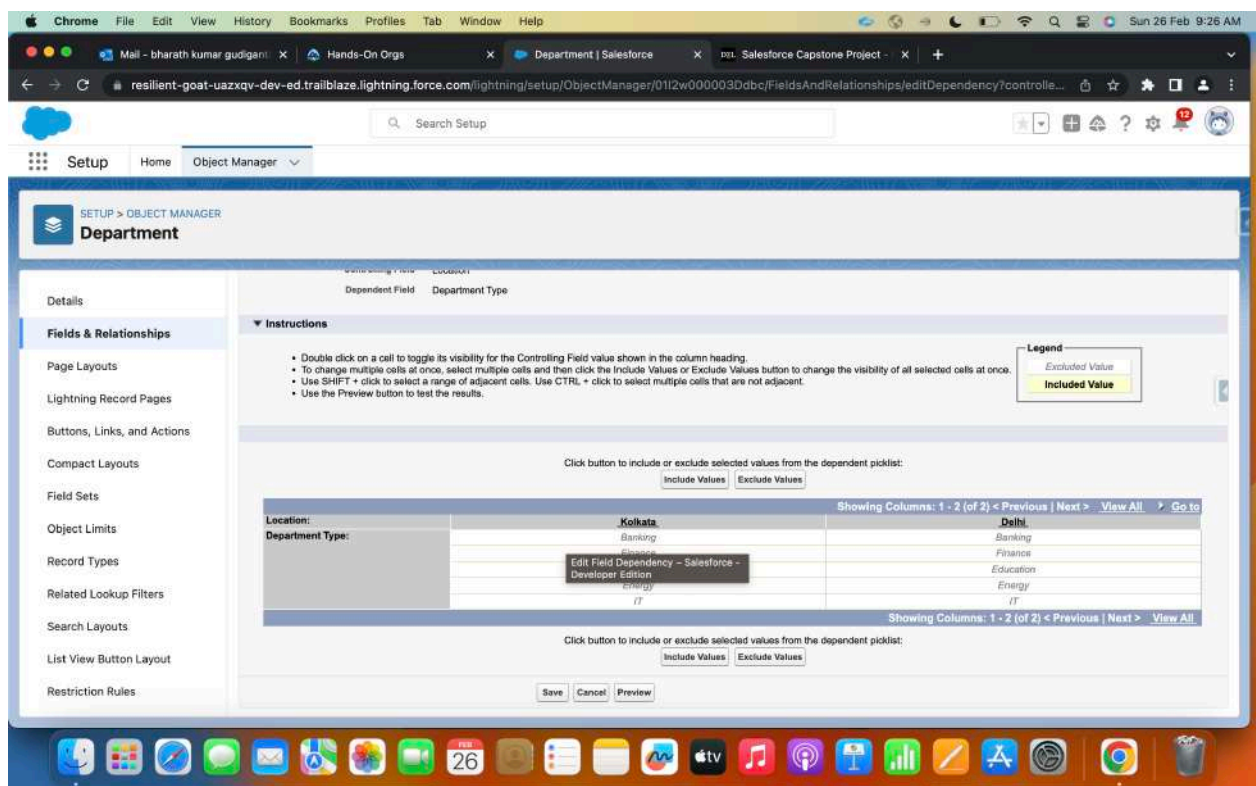 Chrome File Edit View History Bookmarks Profiles Tab Window Help Sun 26 Feb 9:26 AM
Mail - bharath kumar gudigant Hands-On Orgs Department | Salesforce Salesforce Capstone Project -
resilient-goat-uazxqv-dev-ed.trailblaze.lightning.force.com/lightning/setup/ObjectManager/01I2w000003Ddbc/FieldsAndRelationships/editDependency?controlle...
Search Setup
12
Setup Home Object Manager
SETUP > OBJECT MANAGER
Department
Details
Fields & Relationships
Page Layouts
Lightning Record Pages
Buttons, Links, and Actions
Compact Layouts
Field Sets
Object Limits
Record Types
Related Lookup Filters
Search Layouts
List View Button Layout
Restriction Rules
Dependent Field Department Type
Instructions
• Double click on a cell to toggle its visibility for the Controlling Field value shown in the column heading.
• To change multiple cells at once, select multiple cells and then click the Include Values or Exclude Values button to change the visibility of all selected cells at once.
• Use SHIFT + click to select a range of adjacent cells. Use CTRL + click to select multiple cells that are not adjacent.
• Use the Preview button to test the results.
Legend
Excluded Value
Included Value
Click button to include or exclude selected values from the dependent picklist:
Include Values Exclude Values
Showing Columns: 1 - 2 (of 2) < Previous | Next > View All Go to
Location: Kolkata Delhi
Department Type: Banking Banking
Finance
Edit Field Dependency – Salesforce -
Developer Edition
Education
Energy Energy
IT IT
Showing Columns: 1 - 2 (of 2) < Previous | Next > View All
Click button to include or exclude selected values from the dependent picklist:
Include Values Exclude Values
Save Cancel Preview
FEB
26
tv